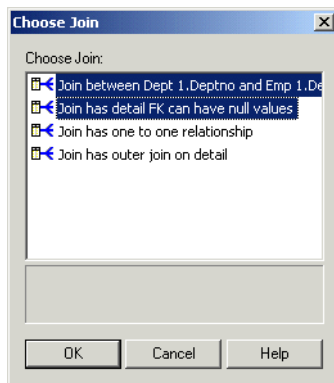 Choose Join
Choose Join:
Join between Dept 1.Deptno and Emp 1.De
Join has detail FK can have null values
Join has one to one relationship
Join has outer join on detail
OK
Cancel
Help